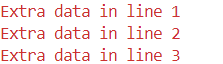 Extra data in line 1
Extra data in line 2
Extra data in line 3